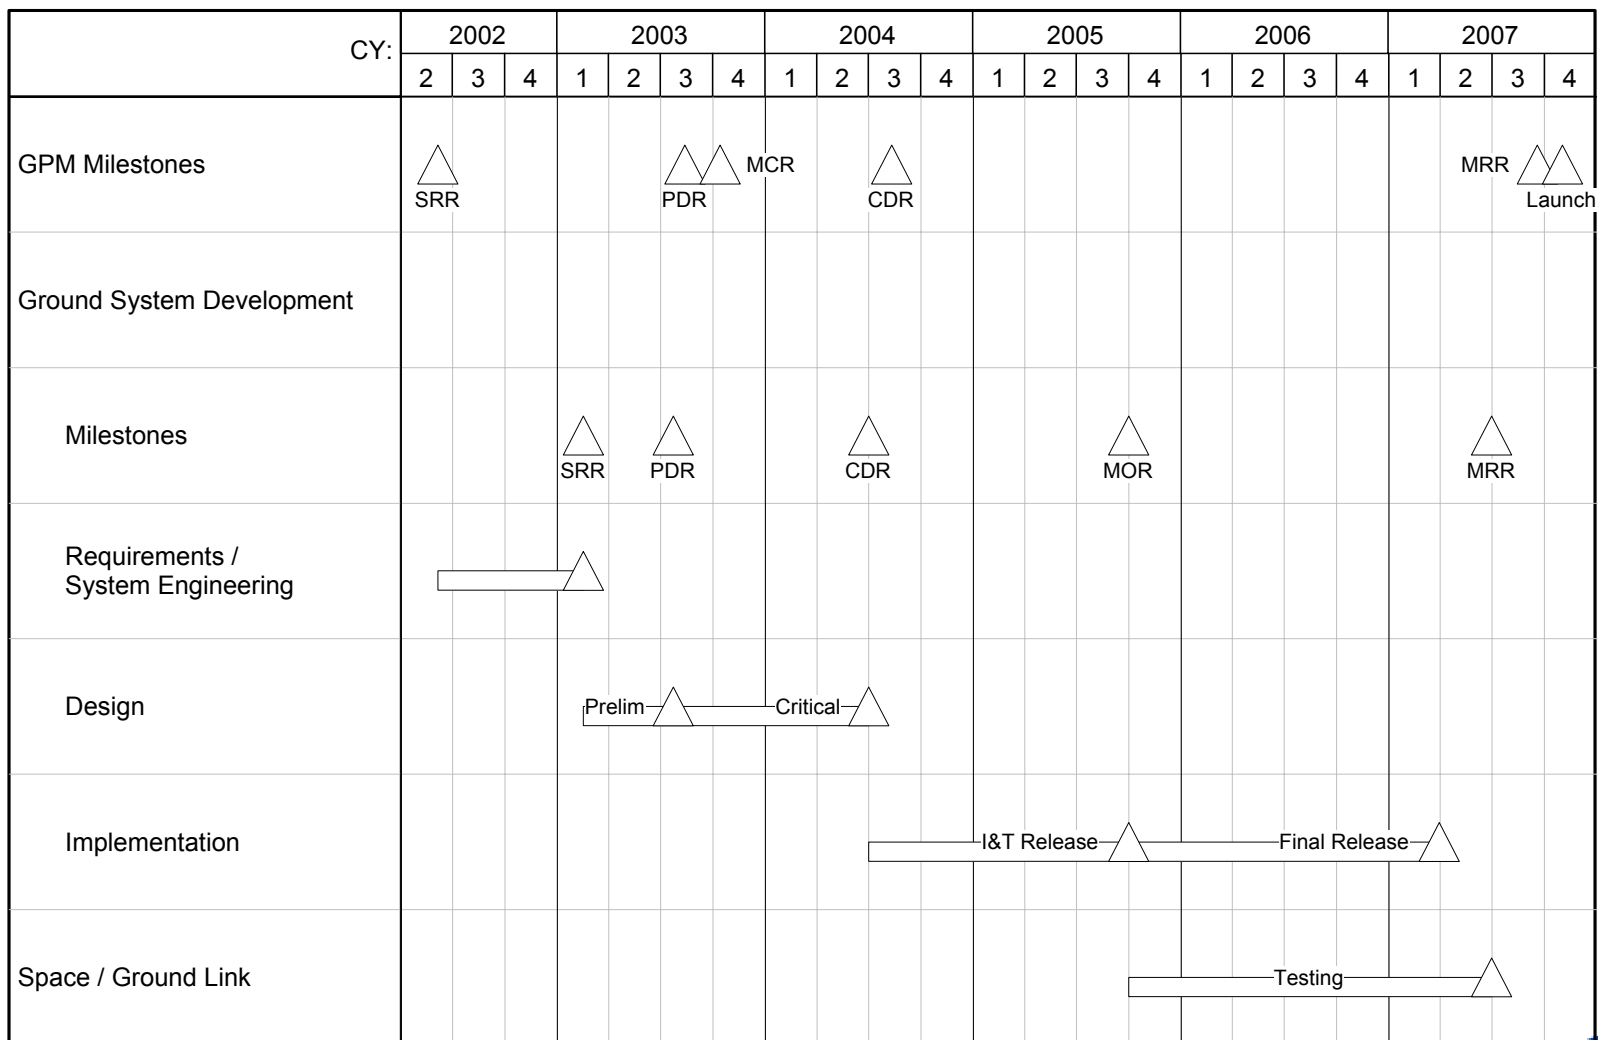 CY:
2002 2003 2004 2005 2006 2007
2 3 4 1 2 3 4 1 2 3 4 1 2 3 4 1 2 3 4 1 2 3 4
GPM Milestones
MCR
MRR
SRR PDR CDR Launch
Ground System Development
Milestones
SRR PDR CDR MOR MRR
Requirements /
System Engineering
Design
Prelim Critical
Implementation
I&T Release Final Release
Space / Ground Link
Testing